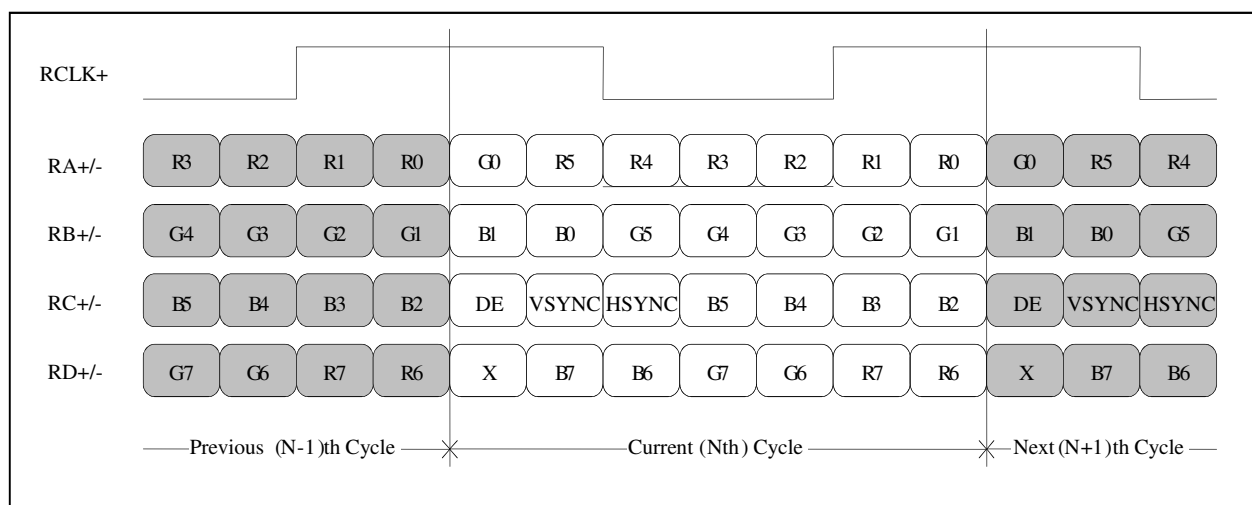 RCLK+
RA+/- R3 R2 R1 R0 G0 R5 R4 R3 R2 R1 R0 G0 R5 R4
RB+/- G4 G3 G2 G1 B1 B0 G5 G4 G3 G2 G1 B1 B0 G5
RC+/- B5 B4 B3 B2 DE VSYNC HSYNC B5 B4 B3 B2 DE VSYNC HSYNC
RD+/- G7 G6 R7 R6 X B7 B6 G7 G6 R7 R6 X B7 B6
Previous (N-1)th Cycle Current (Nth) Cycle Next (N+1)th Cycle